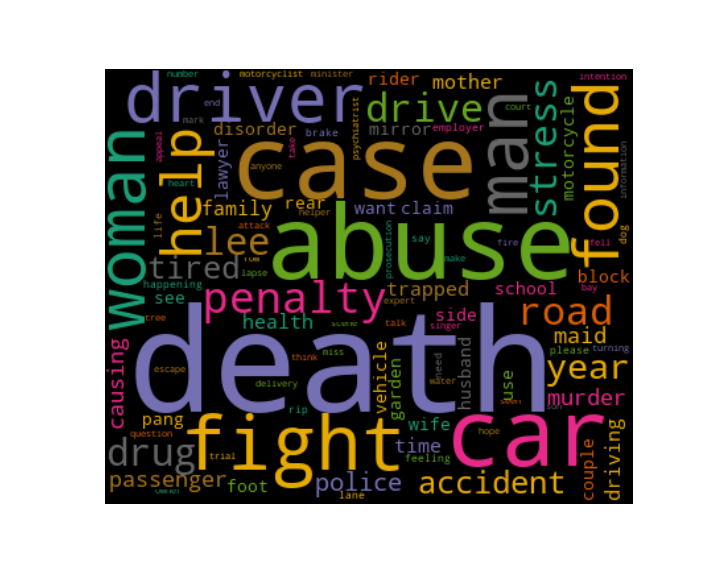 number
motorcyclist
minister
intention
driver
drive
rider
mother
man
stress
found
woman
help
case
end
mark
disorder
brake
mirror
employer
court
psychiatrist
appeal
take
lawyer
anyone
motorcycle
information
heart
family
rear
want
claim
helper
life
lee
attack
abuse
say
fire
fell
dog
prosecution
make
tired
lapse
happening
see
trapped
expert
school
block
bay
penalty
road
tree
health
scene
talk
side
singer
maid
please
turning
death
causing
think
miss
vehicle
garden
need
husband
year
escape
delivery
water
use
murder
rip
seen
son
pang
question
fight
wife
time
hope
car
drug
trial
feeling
couple
driving
passenger
foot
police
lane
accident